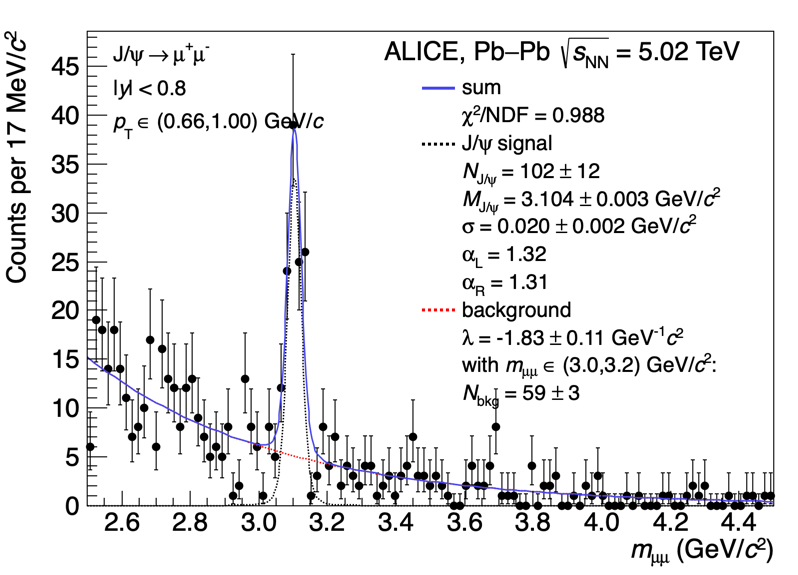 Counts per 17 MeV/c²
45
40
35
30
25
20
15
10
5
0
J/ψ → μ⁺μ⁻
|y| < 0.8
p_T ∈ (0.66,1.00) GeV/c
ALICE, Pb–Pb √s_NN = 5.02 TeV
sum
χ²/NDF = 0.988
J/ψ signal
N_J/ψ = 102 ± 12
M_J/ψ = 3.104 ± 0.003 GeV/c²
σ = 0.020 ± 0.002 GeV/c²
α_L = 1.32
α_R = 1.31
background
λ = -1.83 ± 0.11 GeV⁻¹c²
with m_μμ ∈ (3.0,3.2) GeV/c²:
N_bkg = 59 ± 3
2.6 2.8 3.0 3.2 3.4 3.6 3.8 4.0 4.2 4.4
m_μμ (GeV/c²)